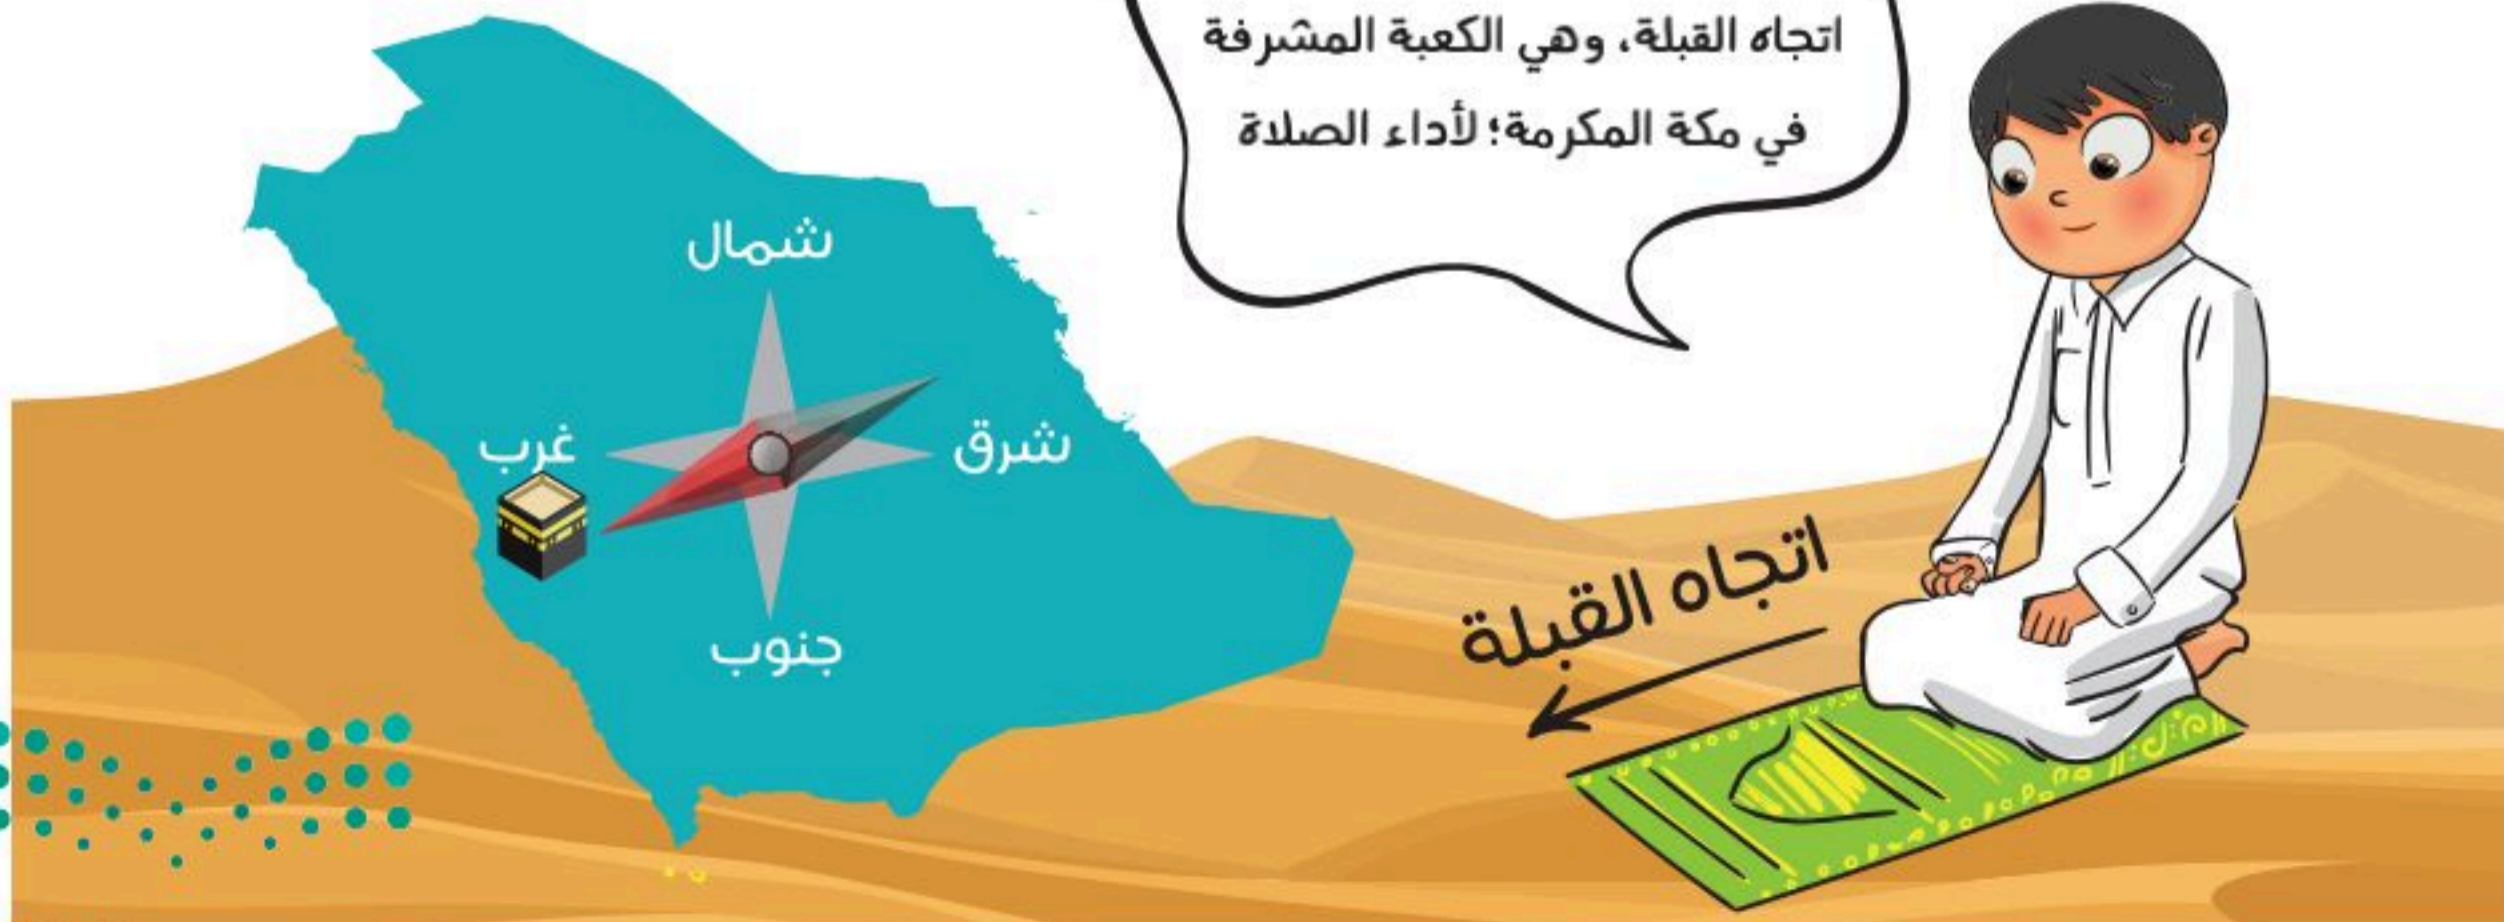 اتجاه القبلة، وهي الكعبة المشرفة
في مكة المكرمة؛ لأداء الصلاة
شمال
شرق
غرب
جنوب
اتجاه القبلة